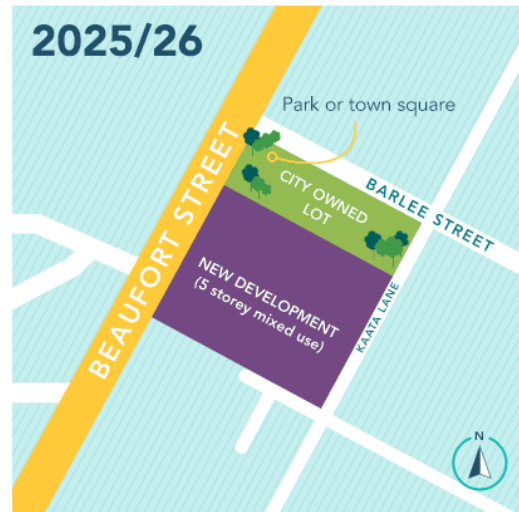 2025/26
Park or town square
BEAUFORT STREET
BARLEE STREET
CITY OWNED
LOT
NEW DEVELOPMENT
(5 storey mixed use)
KAATA LANE
N